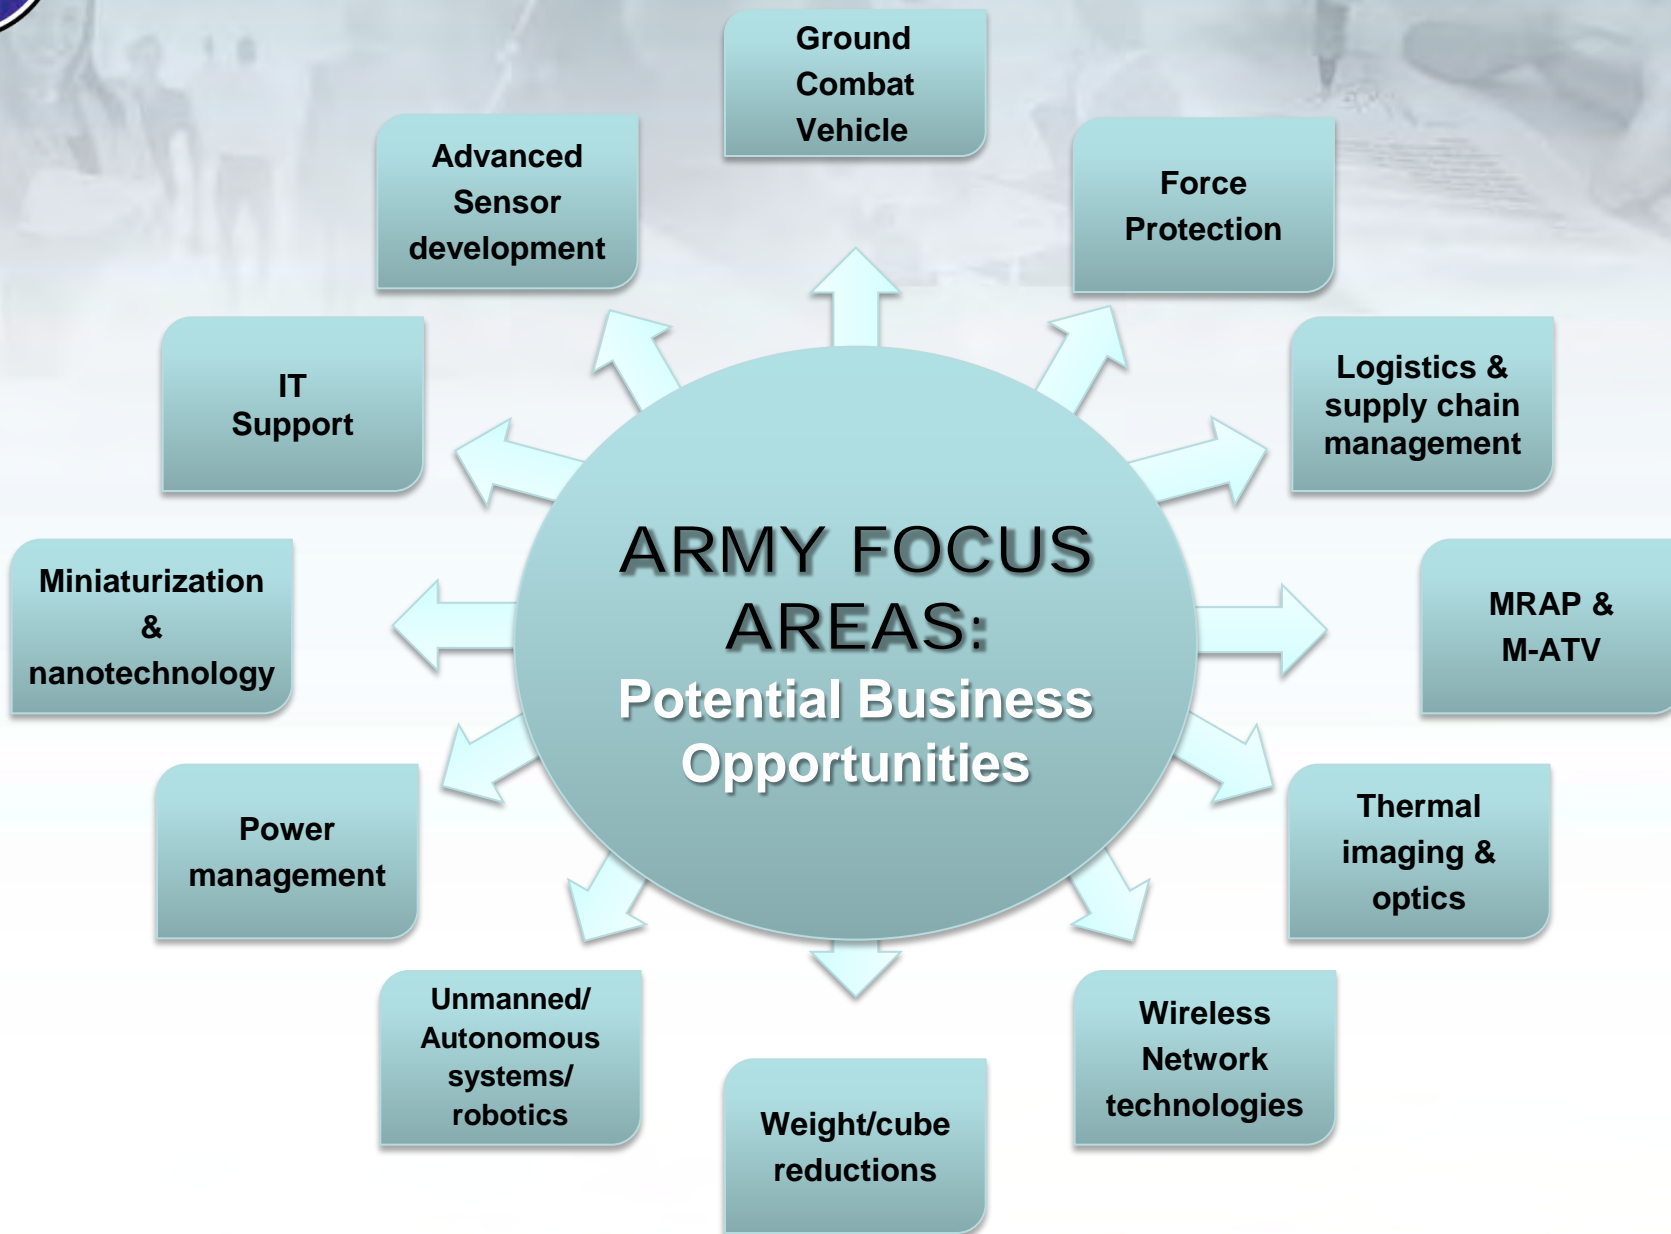 Ground
Combat
Vehicle
Force
Protection
Logistics &
supply chain
management
MRAP &
M-ATV
Thermal
imaging &
optics
Wireless
Network
technologies
Weight/cube
reductions
Unmanned/
Autonomous
systems/
robotics
Power
management
Miniaturization
&
nanotechnology
IT
Support
Advanced
Sensor
development
ARMY FOCUS
AREAS:
Potential Business
Opportunities